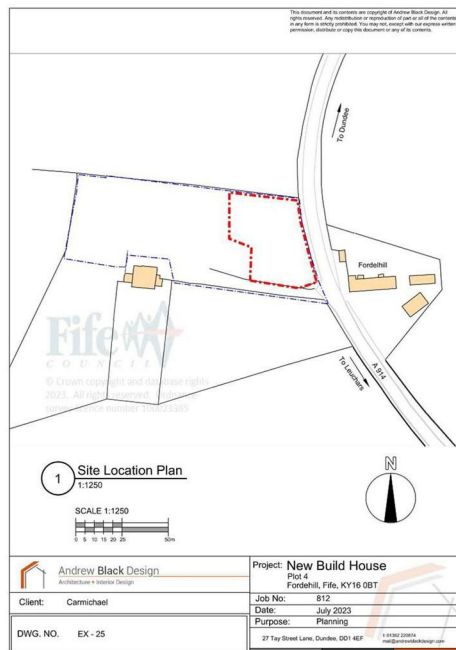 This document and its contents are copyright of Andrew Black Design. All
rights reserved. Any redistribution or reproduction of part or all of the contents
in any form is strictly prohibited. You may not, except with our express written
permission, distribute or copy this document or any of its contents.
To Dundee
Fordelhill
To Leuchars
A 914
Fife
COUNCIL
© Crown copyright and database rights
2023. All rights reserved. Ordnance
survey licence number 100023385
N
1
Site Location Plan
1:1250
SCALE 1:1250
0 5 10 15 20 25 50m
Andrew Black Design
Architecture + Interior Design
Client: Carmichael
DWG. NO. EX - 25
Project: New Build House
Plot 4
Fordehill, Fife, KY16 0BT
Job No: 812
Date: July 2023
Purpose: Planning
27 Tay Street Lane, Dundee, DD1 4EF
mail@andrewblackdesign.com